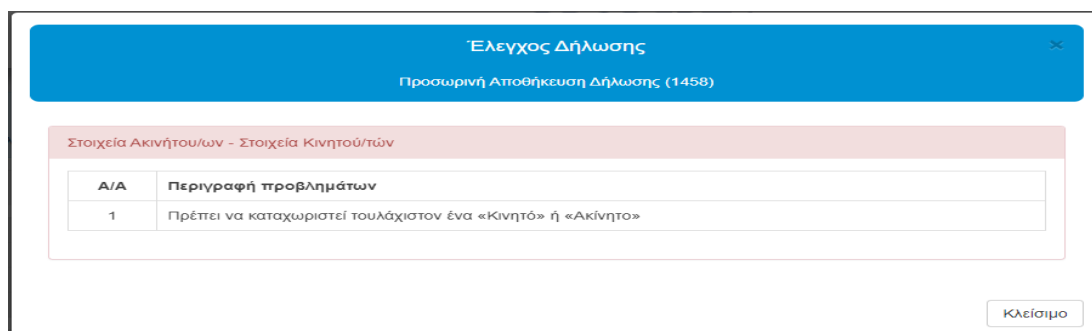 Έλεγχος Δήλωσης
×
Προσωρινή Αποθήκευση Δήλωσης (1458)
Στοιχεία Ακινήτου/ων - Στοιχεία Κινητού/τών
Α/Α Περιγραφή προβλημάτων
1 Πρέπει να καταχωριστεί τουλάχιστον ένα «Κινητό» ή «Ακίνητο»
Κλείσιμο